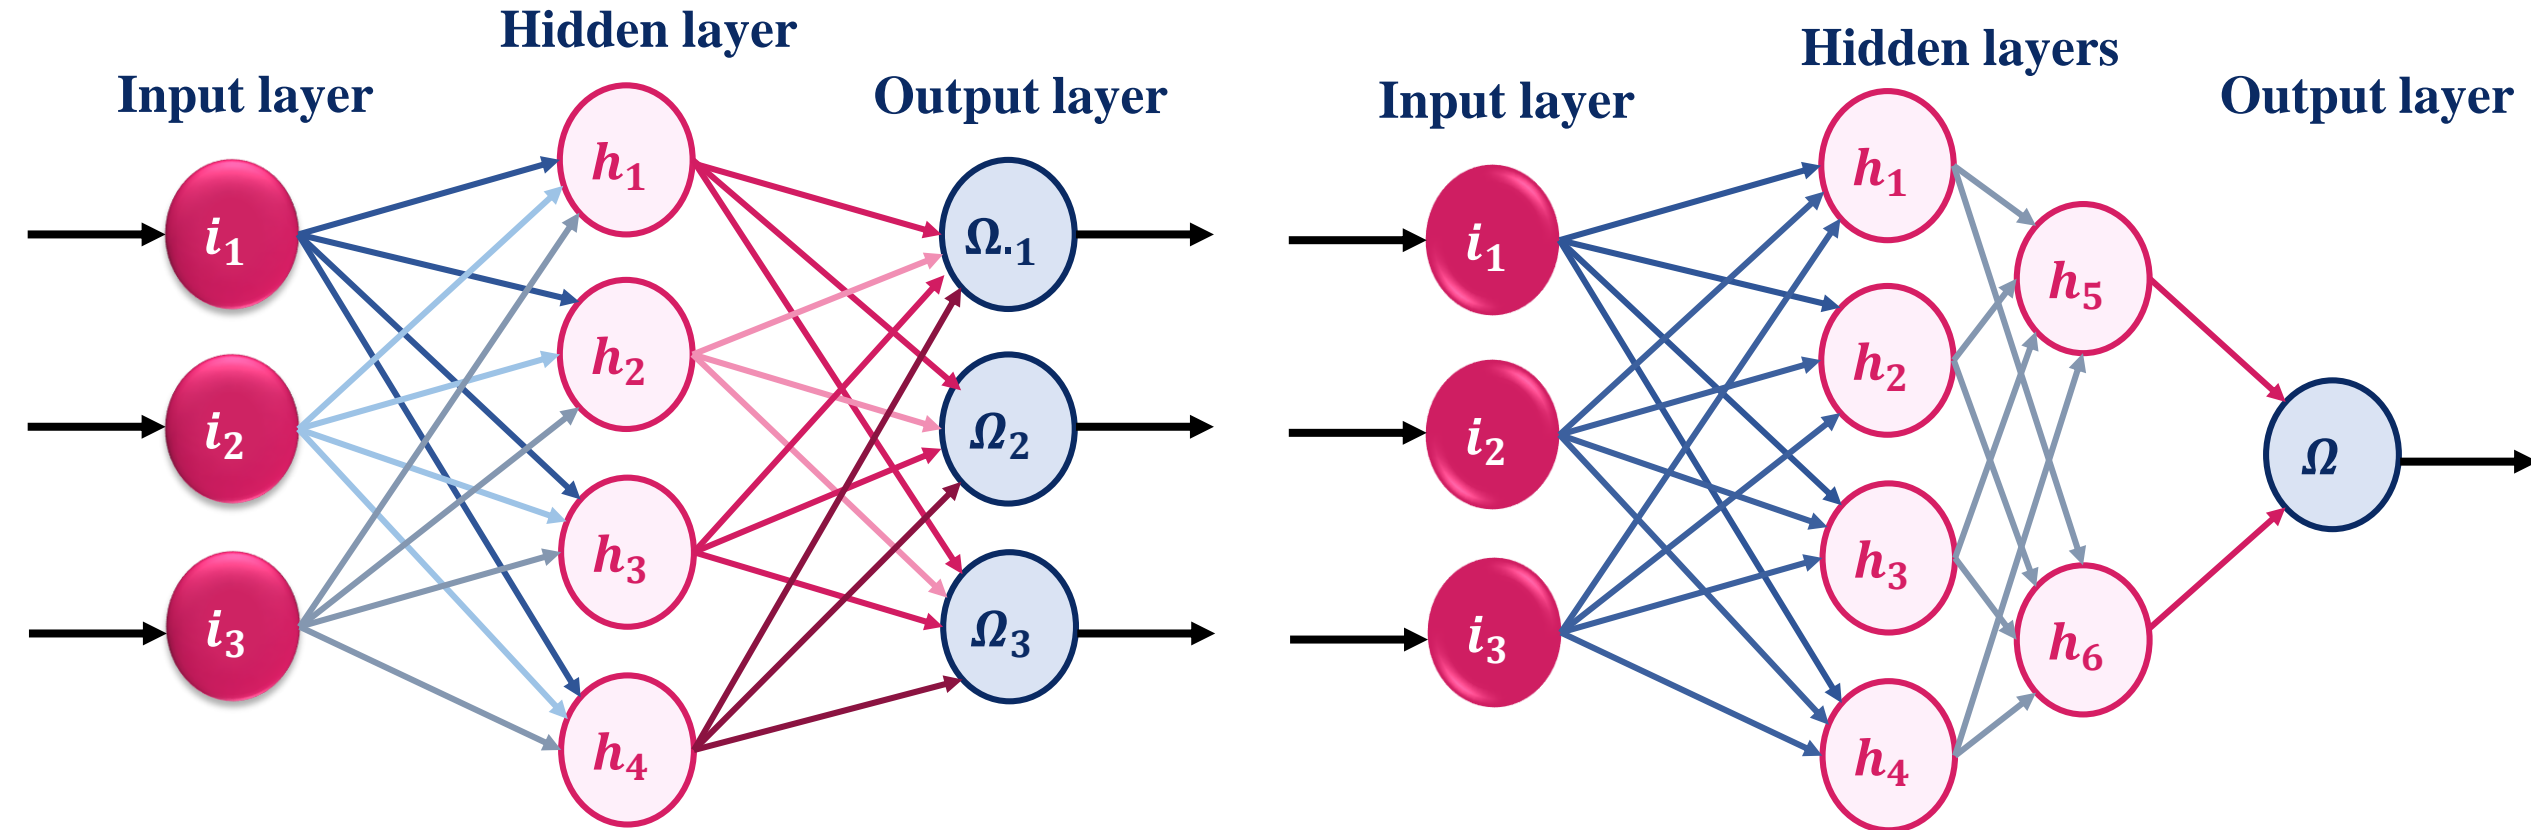 Hidden layer
Input layer
Output layer
i1
i2
i3
h1
h2
h3
h4
Ω.1
Ω2
Ω3
Hidden layers
Input layer
Output layer
i1
i2
i3
h1
h2
h3
h4
h5
h6
Ω